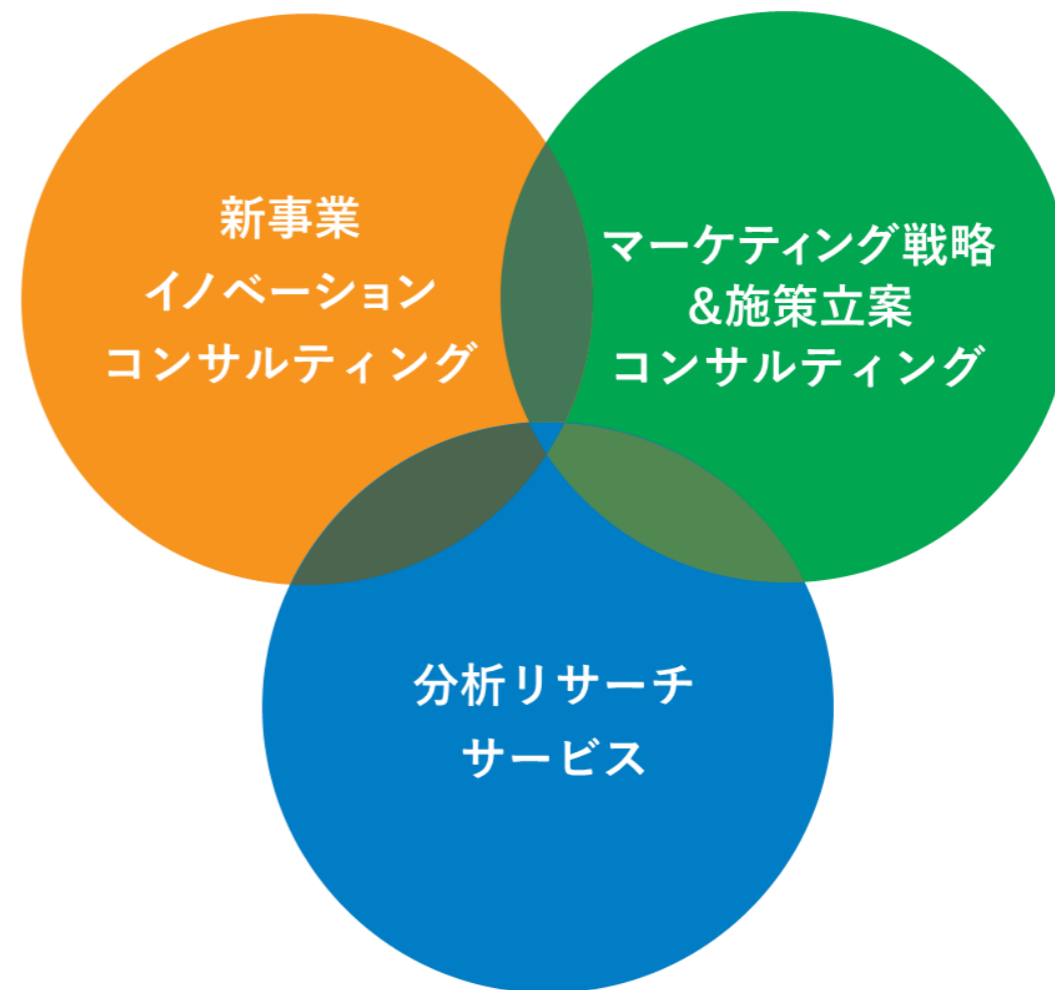 新事業
イノベーション
コンサルティング
マーケティング戦略
&施策立案
コンサルティング
分析リサーチ
サービス